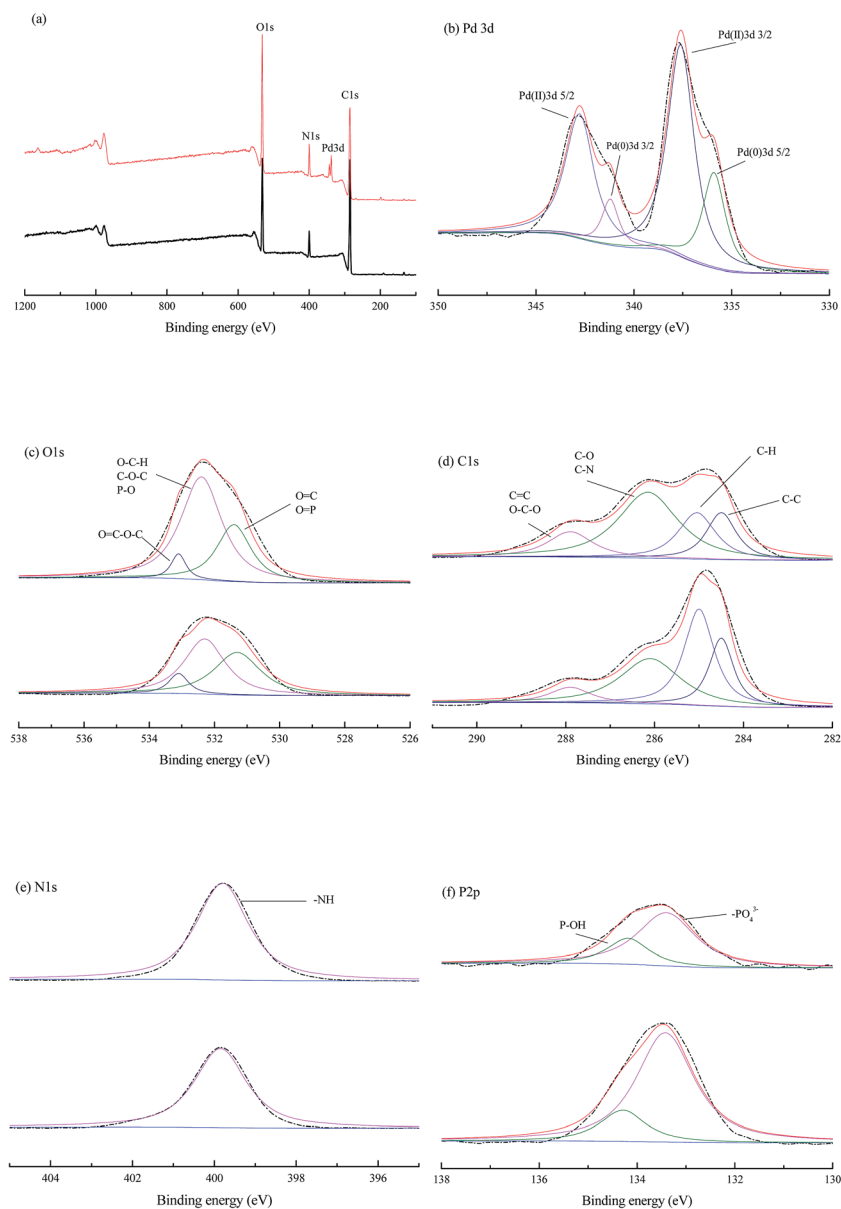 (a)
O1s
C1s
N1s
Pd3d
1200 1000 800 600 400 200
Binding energy (eV)
(b) Pd 3d
Pd(II)3d 3/2
Pd(II)3d 5/2
Pd(0)3d 3/2
Pd(0)3d 5/2
350 345 340 335 330
Binding energy (eV)
(c) O1s
O-C-H
C-O-C
P-O
O=C
O=P
O=C-O-C
538 536 534 532 530 528 526
Binding energy (eV)
(d) C1s
C-O
C-N
C-H
C=C
O-C-O
C-C
290 288 286 284 282
Binding energy (eV)
(e) N1s
-NH
404 402 400 398 396
Binding energy (eV)
(f) P2p
P-OH
-PO₄³⁻
138 136 134 132 130
Binding energy (eV)